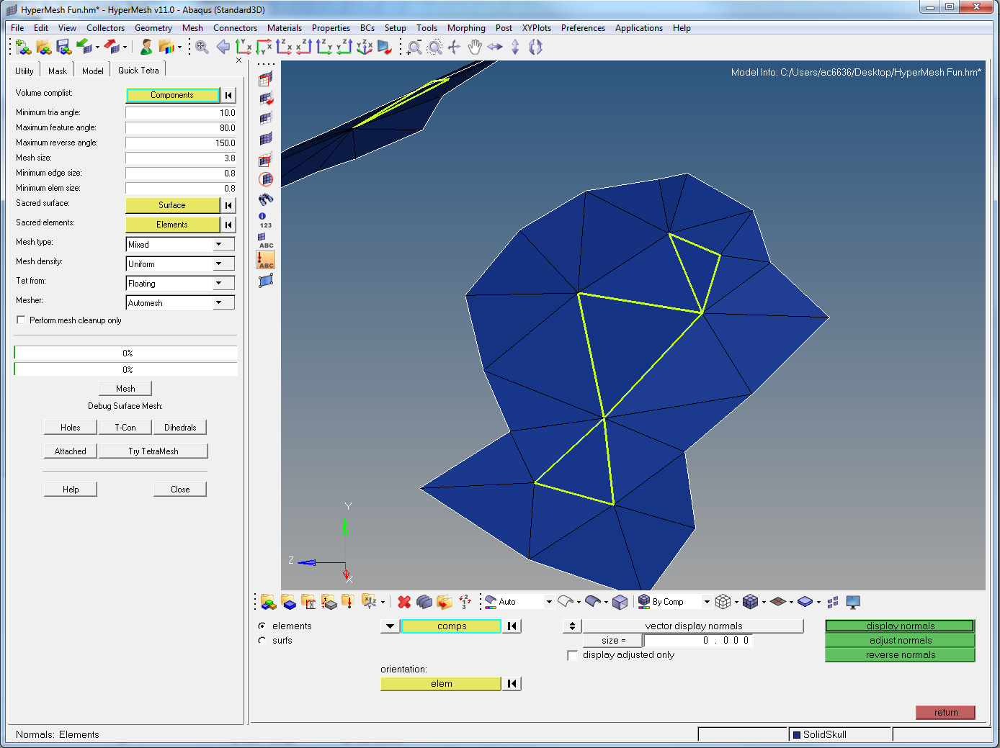 HyperMesh Fun.hm* - HyperMesh v11.0 - Abaqus (Standard3D)
File Edit View Collectors Geometry Mesh Connectors Materials Properties BCs Setup Tools Morphing Post XYPlots Preferences Applications Help
Utility Mask Model Quick Tetra
Model Info: C:/Users/ac6636/Desktop/HyperMesh Fun.hm*
Volume complist: Components
Minimum tria angle: 10.0
Maximum feature angle: 80.0
Maximum reverse angle: 150.0
Mesh size: 3.8
Minimum edge size: 0.8
Minimum elem size: 0.8
Sacred surface: Surface
Sacred elements: Elements
Mesh type: Mixed
Mesh density: Uniform
Tet from: Floating
Mesher: Automesh
Perform mesh cleanup only
0%
0%
Mesh
Debug Surface Mesh:
Holes T-Con Dihedrals
Attached Try TetraMesh
Help Close
123
ABC
ABC
Y
Z
X
Auto By Comp
elements comps vector display normals display normals
surfs size = 0 . 0 0 0 adjust normals
display adjusted only reverse normals
orientation:
elem
return
Normals: Elements SolidSkull